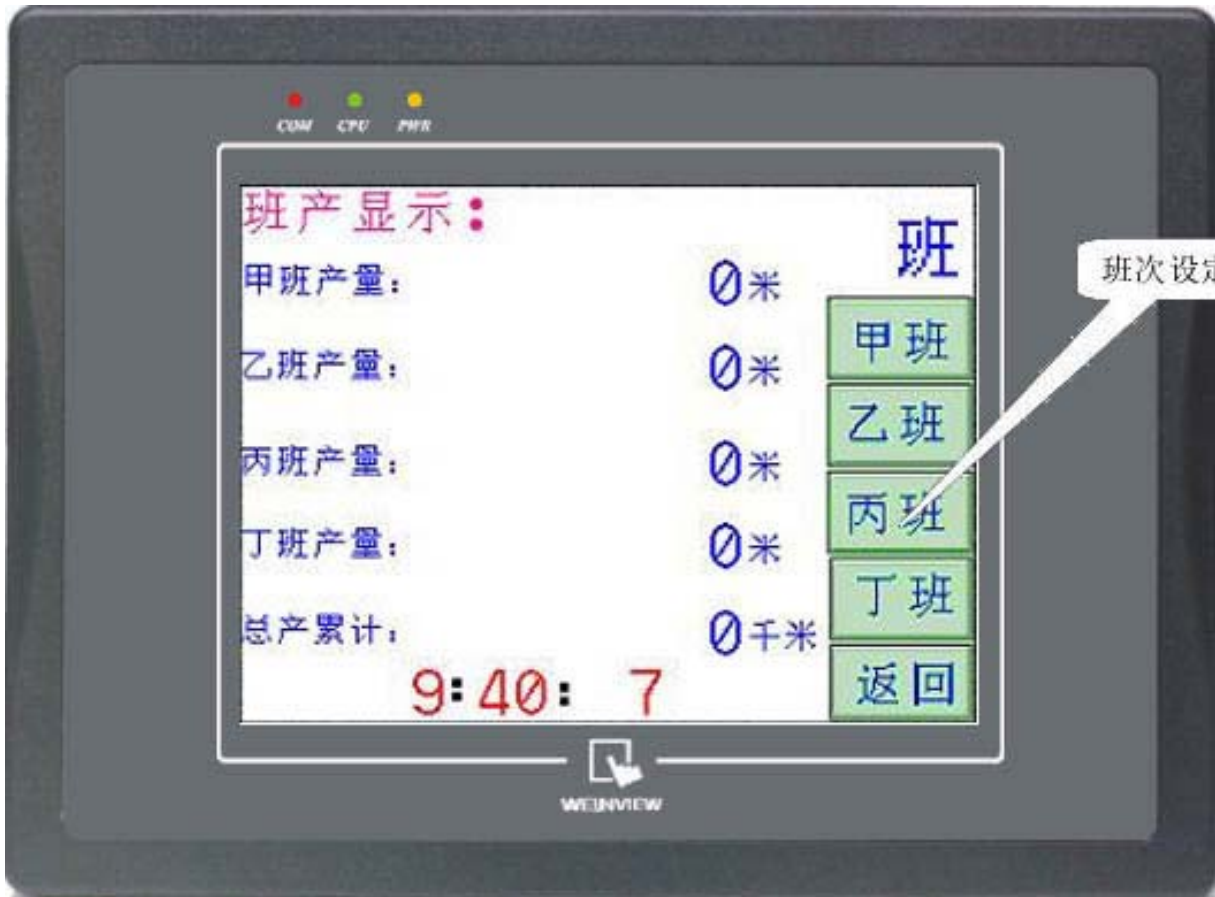 COM CPU PWR
班产显示：
班
甲班产量： 0米
乙班产量： 0米
丙班产量： 0米
丁班产量： 0米
总产累计： 0千米
9:40: 7
甲班
乙班
丙班
丁班
返回
班次设定
WEINVIEW